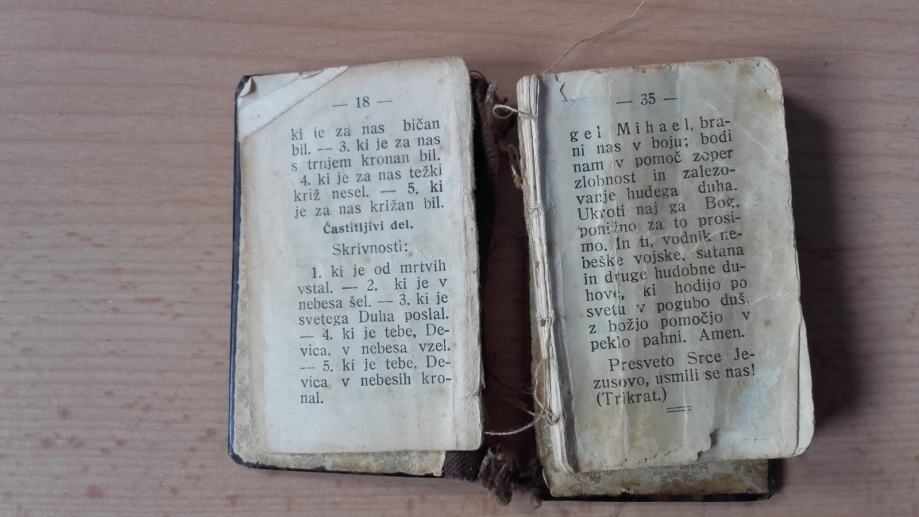 — 18 —
ki je za nas bičan
bil. — 3. ki je za nas
s trnjem kronan bil.
4. ki je za nas težki
križ nesel. — 5. ki
je za nas križan bil.
Častitljivi del.
Skrivnosti:
1. ki je od mrtvih
vstal. — 2. ki je v
nebesa šel. — 3. ki je
svetega Duha poslal.
— 4. ki je tebe, De-
vica, v nebesa vzel.
— 5. ki je tebe, De-
vica, v nebesih kro-
nal.
— 35 —
gel Mihael, bra-
ni nas v boju; bodi
nam v pomoč zoper
zlobnost in zalezo-
vanje hudega duha.
Ukroti naj ga Bog,
ponižno za to prosi-
mo. In ti, vodnik ne-
beške vojske, satana
in druge hudobne du-
hove, ki hodijo po
svetu v pogubo duš,
z božjo pomočjo v
peklo pahni. Amen.
Presveto Srce Je-
zusovo, usmili se nas!
(Trikrat.)